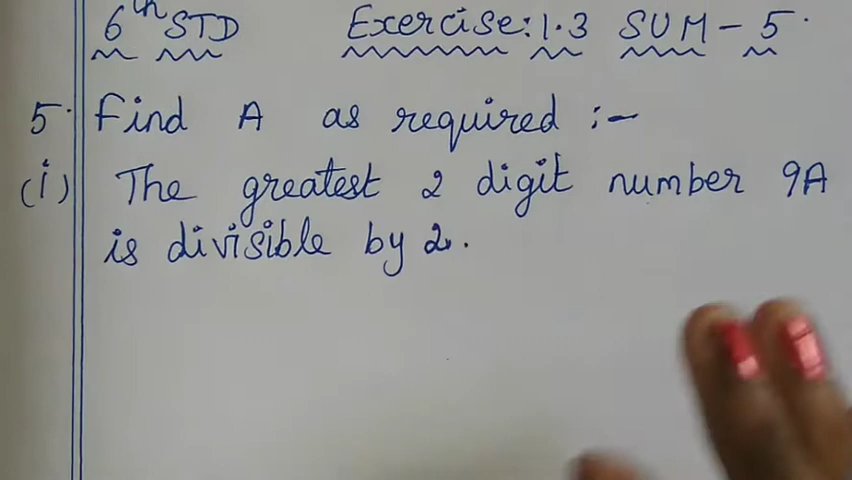 6th STD Exercise: 1.3 SUM - 5.
5. Find A as required :-
(i) The greatest 2 digit number 9A
is divisible by 2.